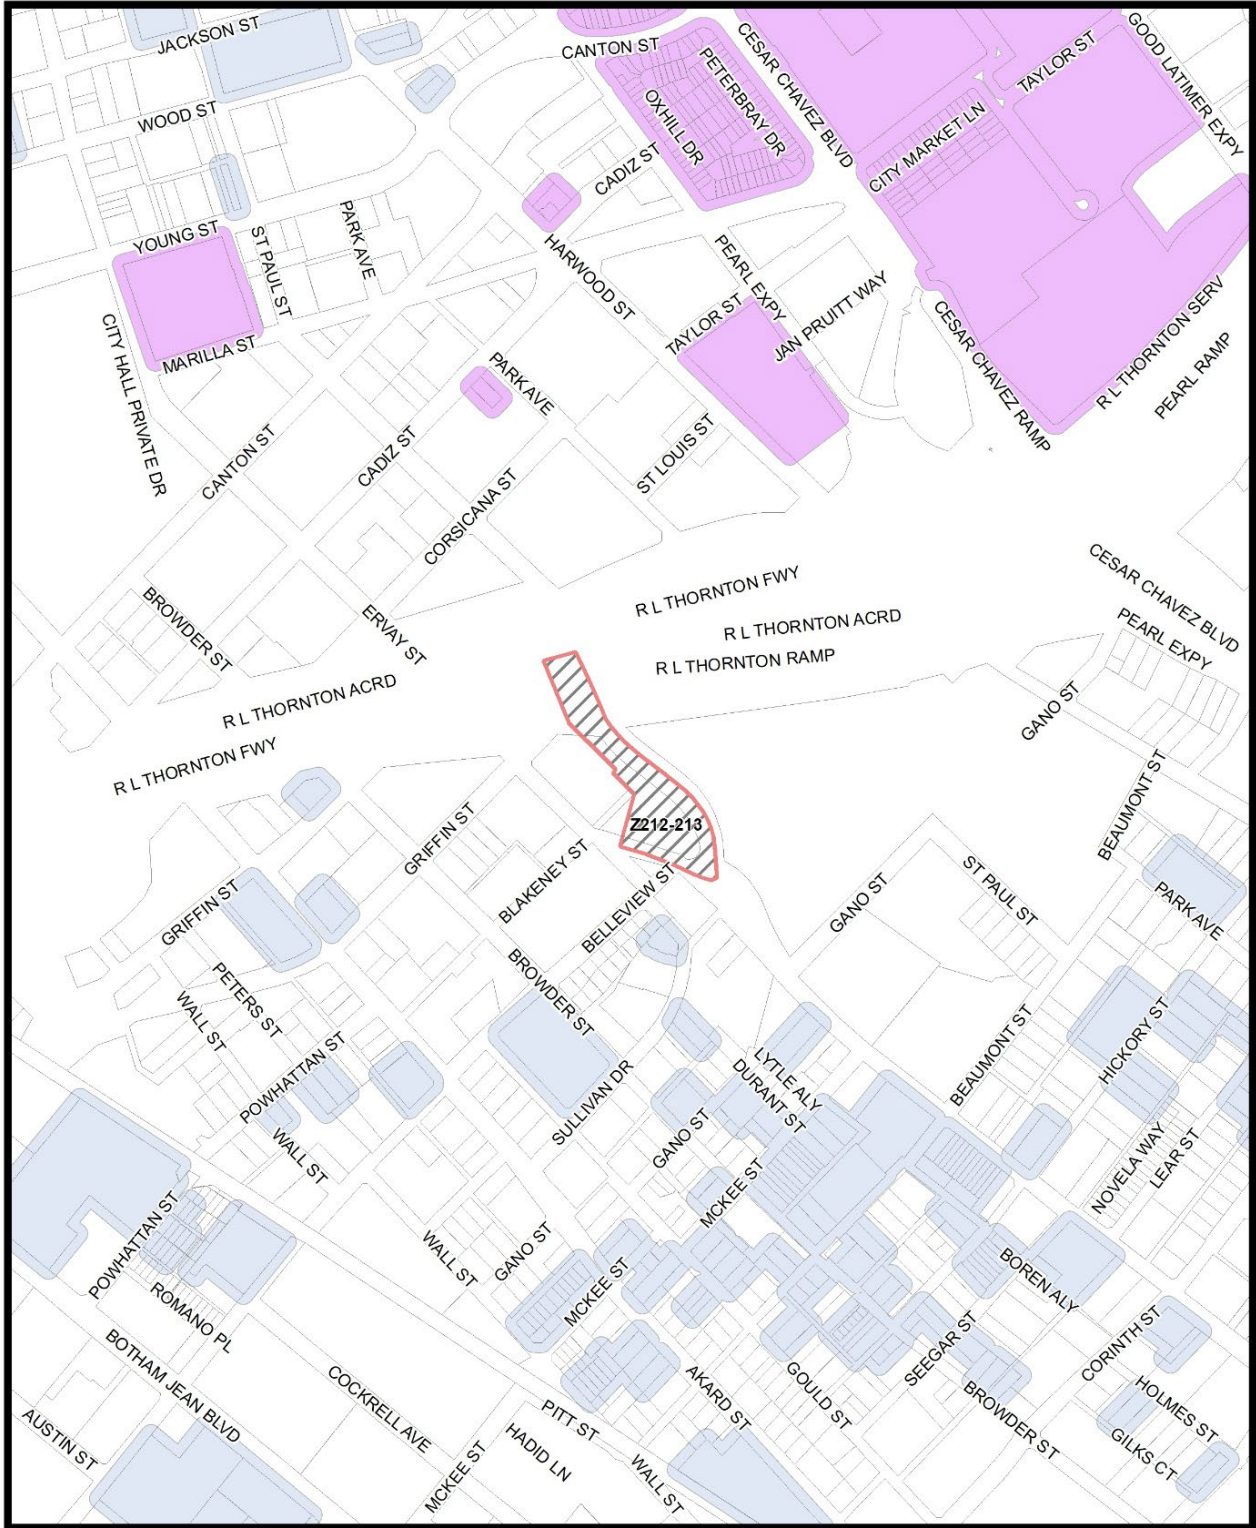 JACKSON ST
CANTON ST
CESAR CHAVEZ BLVD
GOOD LATIMER EXPY
TAYLOR ST
PETERBRAY DR
OXHILL DR
WOOD ST
CITY MARKET LN
CADIZ ST
YOUNG ST
ST PAUL ST
PARK AVE
HARWOOD ST
PEARL EXPY
TAYLOR ST
JAN PRUITT WAY
CESAR CHAVEZ RAMP
R L THORNTON SERV
PEARL RAMP
CITY HALL PRIVATE DR
MARILLA ST
PARK AVE
CANTON ST
CADIZ ST
CORSICANA ST
ST LOUIS ST
R L THORNTON FWY
R L THORNTON ACRD
R L THORNTON RAMP
CESAR CHAVEZ BLVD
PEARL EXPY
BROWDER ST
ERVAY ST
R L THORNTON ACRD
R L THORNTON FWY
GANO ST
BEAUMONT ST
Z212-213
GRIFFIN ST
BLAKENEY ST
BELLEVIEW ST
GANO ST
ST PAUL ST
PARK AVE
GRIFFIN ST
PETERS ST
WALL ST
BROWDER ST
POWHATTAN ST
SULLIVAN DR
LYTLE ALY
DURANT ST
BEAUMONT ST
HICKORY ST
WALL ST
GANO ST
MCKEE ST
NOVELA WAY
LEAR ST
POWHATTAN ST
ROMANO PL
WALL ST
GANO ST
MCKEE ST
BOREN ALY
BOTHAM JEAN BLVD
COCKRELL AVE
AUSTIN ST
SEEGAR ST
CORINTH ST
HOLMES ST
GILKS CT
AKARD ST
GOULD ST
BROWDER ST
PITT ST
HADID LN
MCKEE ST
WALL ST